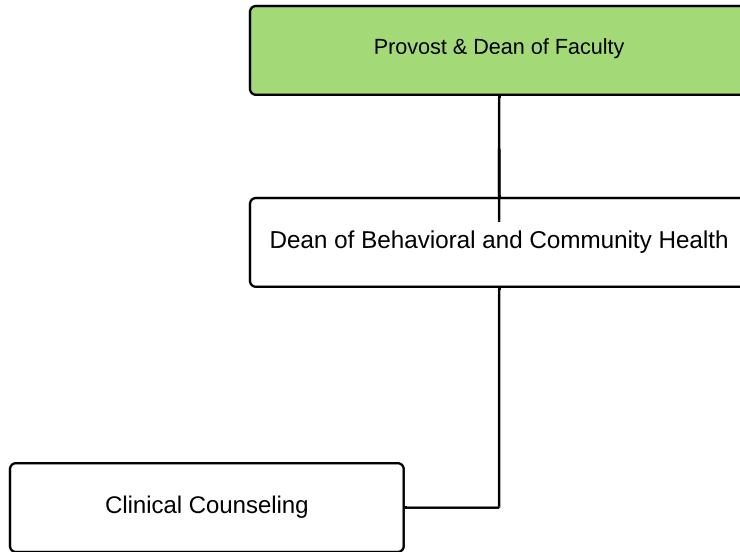 Provost & Dean of Faculty
Dean of Behavioral and Community Health
Clinical Counseling